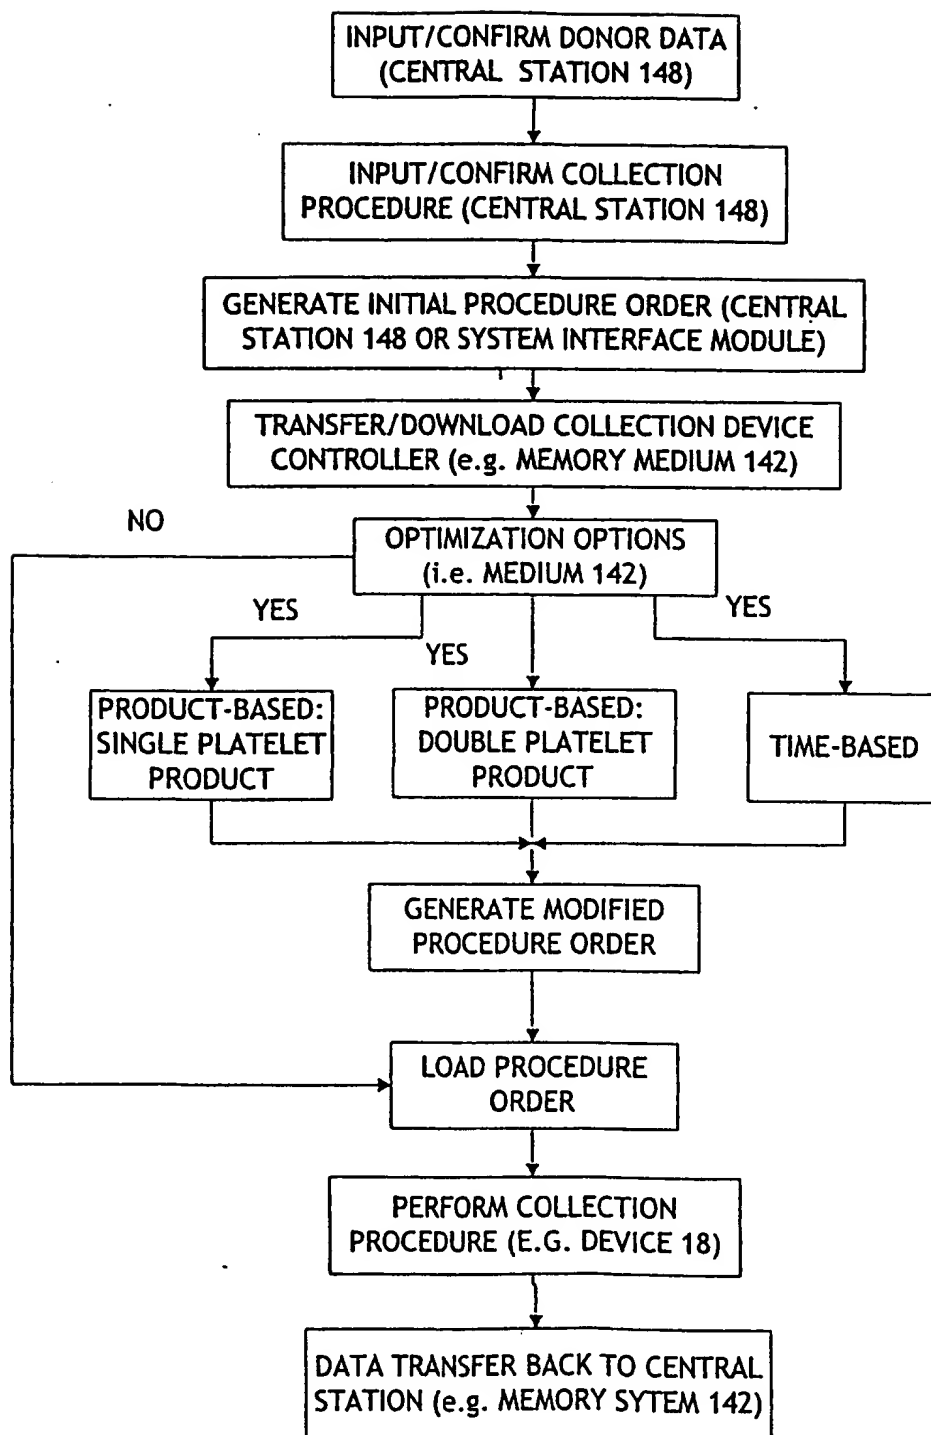 INPUT/CONFIRM DONOR DATA
(CENTRAL STATION 148)
INPUT/CONFIRM COLLECTION
PROCEDURE (CENTRAL STATION 148)
GENERATE INITIAL PROCEDURE ORDER (CENTRAL
STATION 148 OR SYSTEM INTERFACE MODULE)
TRANSFER/DOWNLOAD COLLECTION DEVICE
CONTROLLER (e.g. MEMORY MEDIUM 142)
NO
OPTIMIZATION OPTIONS
(i.e. MEDIUM 142)
YES
YES
YES
PRODUCT-BASED:
SINGLE PLATELET
PRODUCT
PRODUCT-BASED:
DOUBLE PLATELET
PRODUCT
TIME-BASED
GENERATE MODIFIED
PROCEDURE ORDER
LOAD PROCEDURE
ORDER
PERFORM COLLECTION
PROCEDURE (E.G. DEVICE 18)
DATA TRANSFER BACK TO CENTRAL
STATION (e.g. MEMORY SYTEM 142)